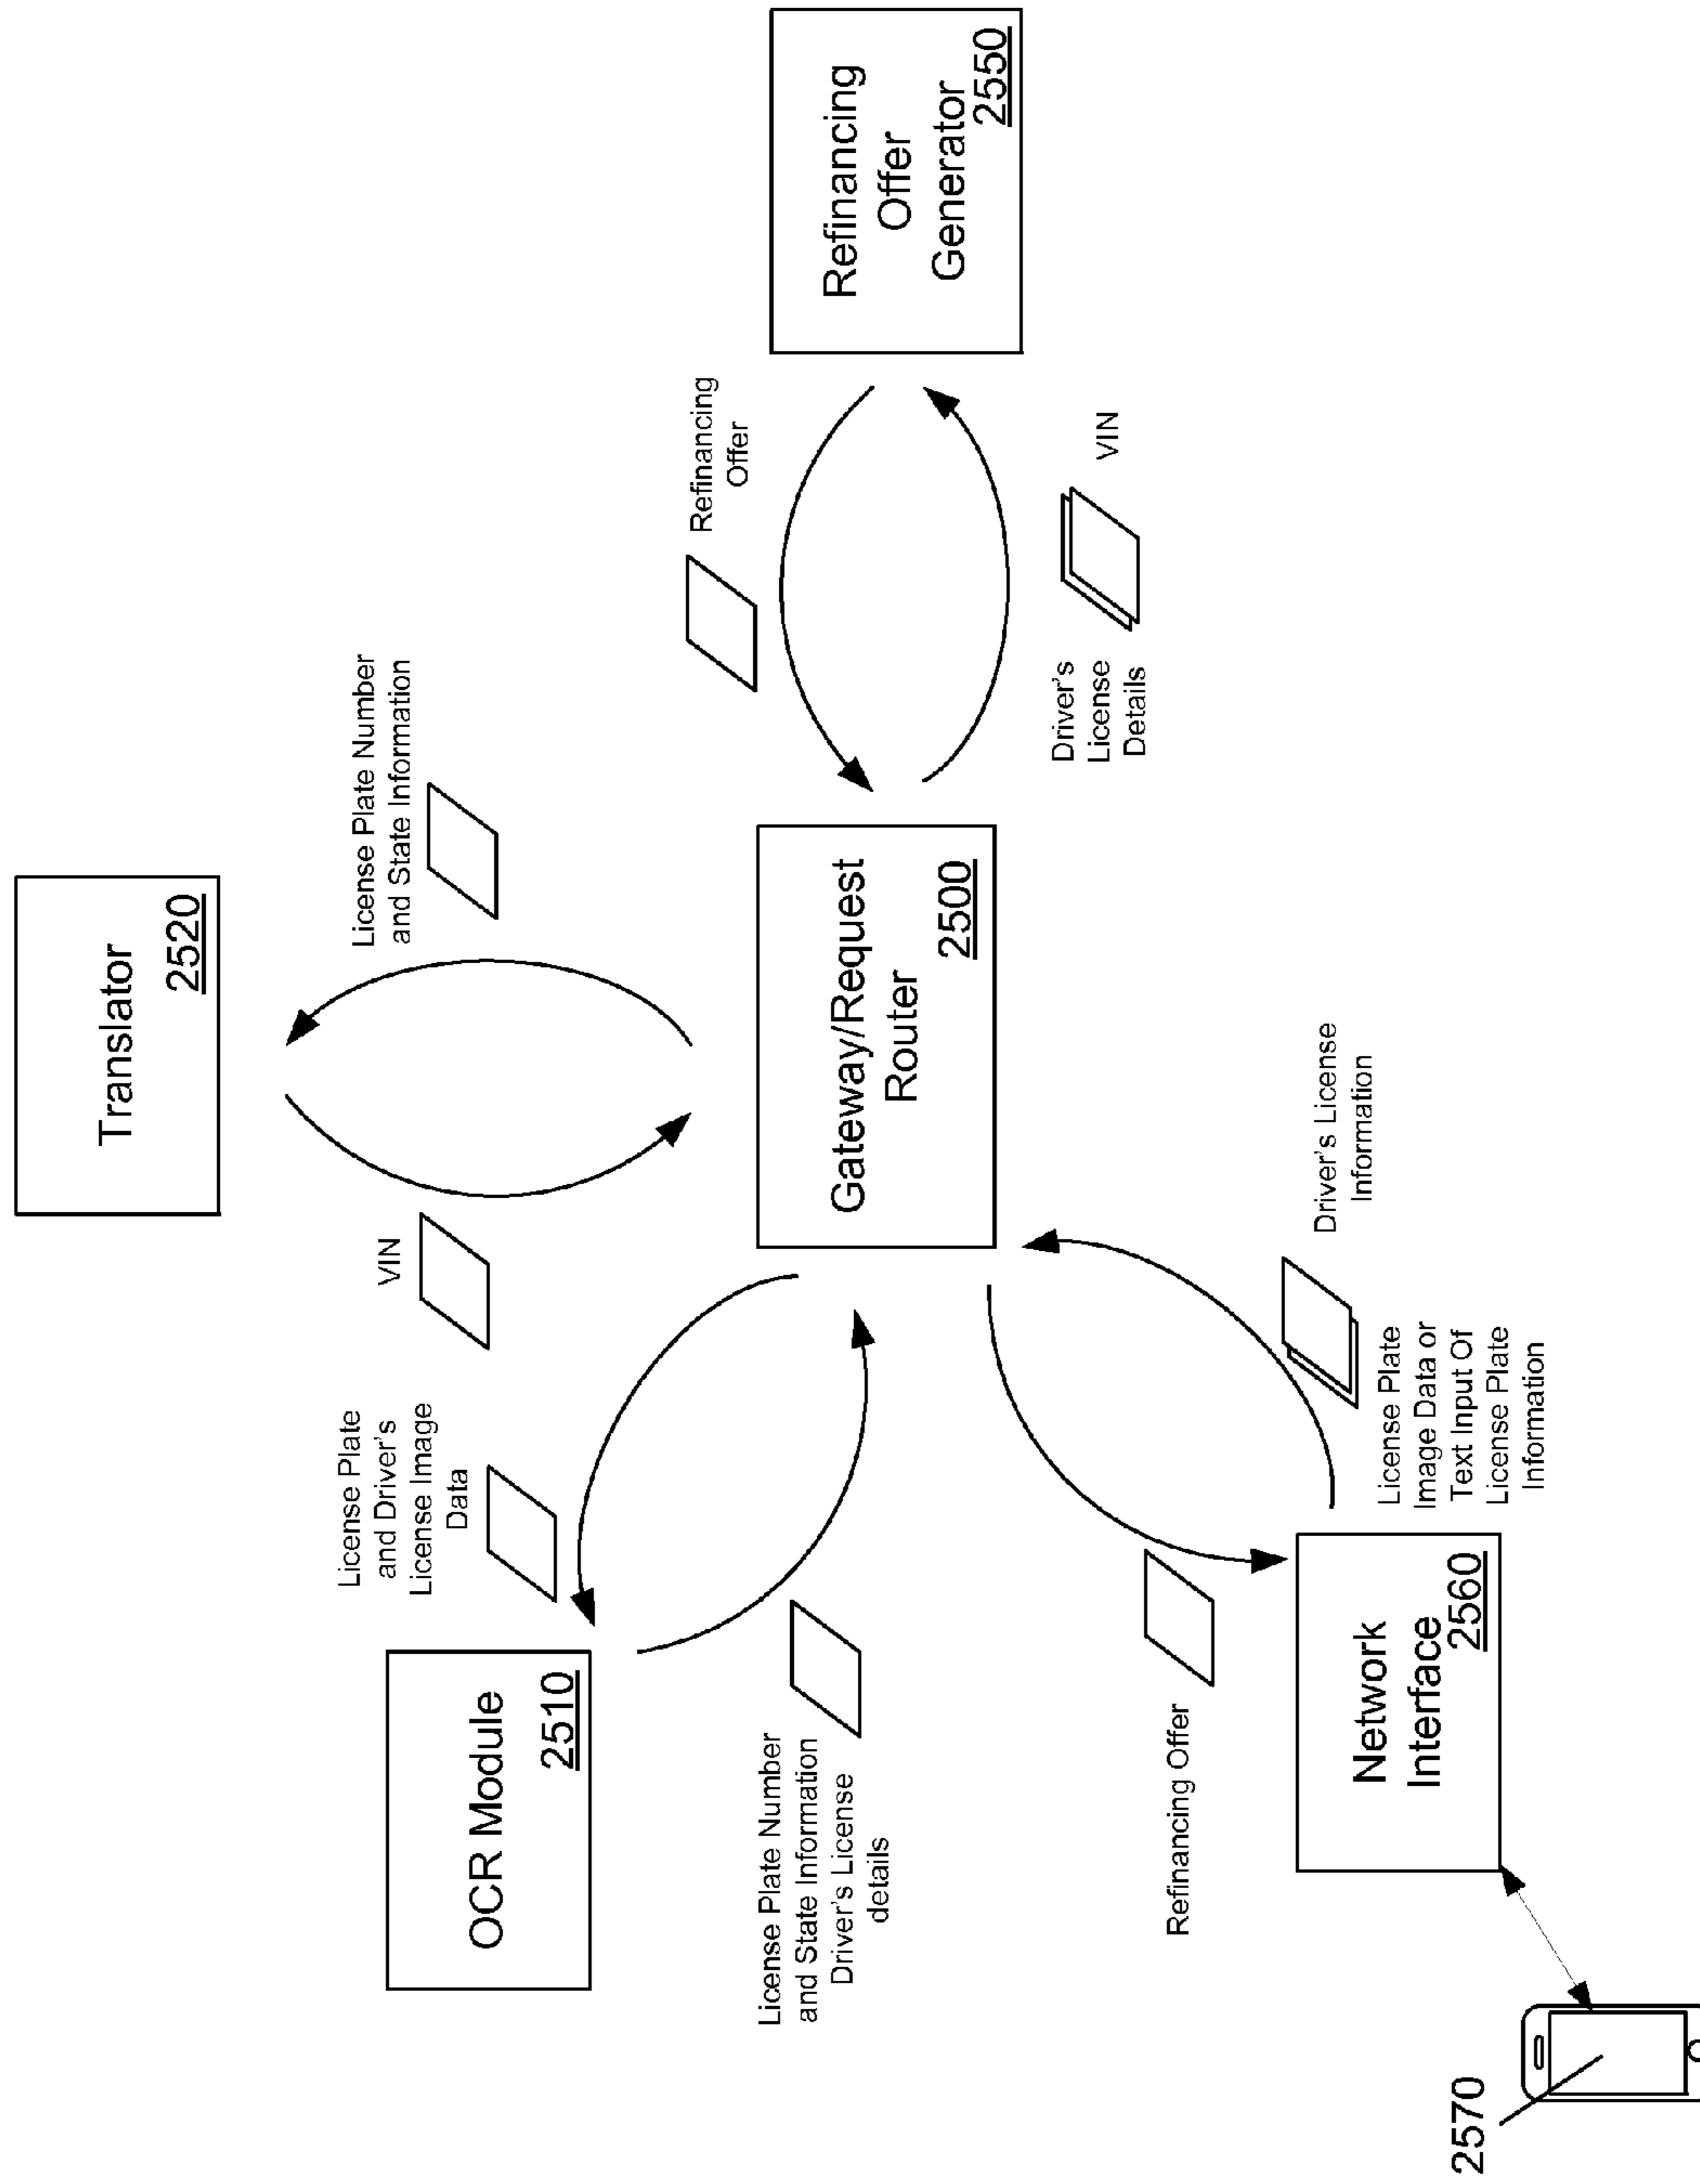 Translator
2520
License Plate Number
and State Information
VIN
License Plate
and Driver's
License Image
Data
OCR Module
2510
License Plate Number
and State Information
Driver's License
details
Gateway/Request
Router
2500
Refinancing
Offer
Driver's
License
Details
VIN
Refinancing
Offer
Generator
2550
Refinancing Offer
Driver's License
Information
License Plate
Image Data or
Text Input Of
License Plate
Information
Network
Interface
2560
2570